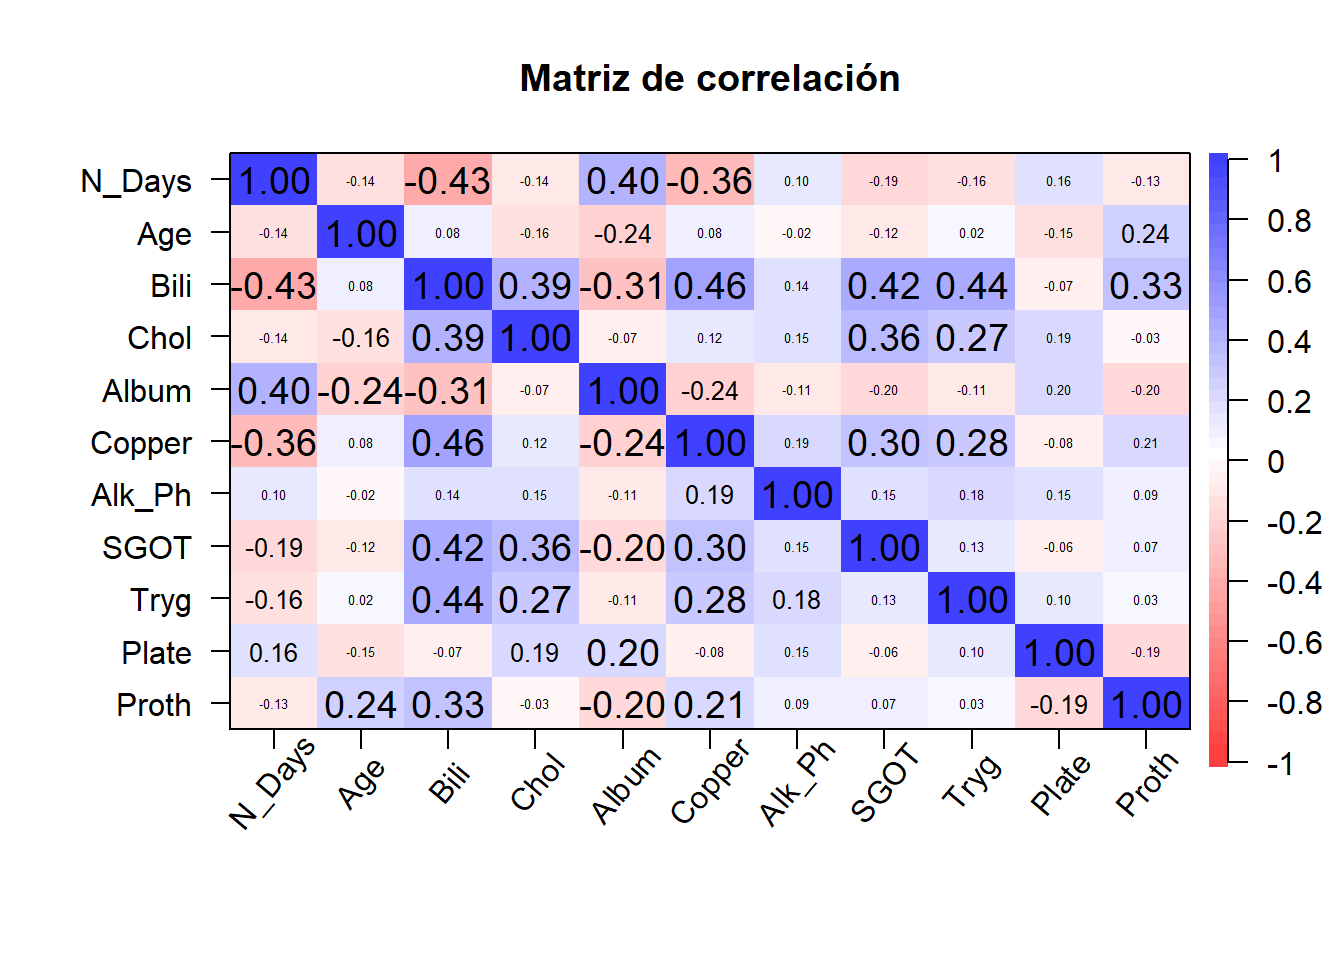 Matriz de correlación
N_Days 1.00 -0.14 -0.43 -0.14 0.40 -0.36 0.10 -0.19 -0.16 0.16 -0.13
Age -0.14 1.00 0.08 -0.16 -0.24 0.08 -0.02 -0.12 0.02 -0.15 0.24
Bili -0.43 0.08 1.00 0.39 -0.31 0.46 0.14 0.42 0.44 -0.07 0.33
Chol -0.14 -0.16 0.39 1.00 -0.07 0.12 0.15 0.36 0.27 0.19 -0.03
Album 0.40 -0.24 -0.31 -0.07 1.00 -0.24 -0.11 -0.20 -0.11 0.20 -0.20
Copper -0.36 0.08 0.46 0.12 -0.24 1.00 0.19 0.30 0.28 -0.08 0.21
Alk_Ph 0.10 -0.02 0.14 0.15 -0.11 0.19 1.00 0.15 0.18 0.15 0.09
SGOT -0.19 -0.12 0.42 0.36 -0.20 0.30 0.15 1.00 0.13 -0.06 0.07
Tryg -0.16 0.02 0.44 0.27 -0.11 0.28 0.18 0.13 1.00 0.10 0.03
Plate 0.16 -0.15 -0.07 0.19 0.20 -0.08 0.15 -0.06 0.10 1.00 -0.19
Proth -0.13 0.24 0.33 -0.03 -0.20 0.21 0.09 0.07 0.03 -0.19 1.00
N_Days Age Bili Chol Album Copper Alk_Ph SGOT Tryg Plate Proth
1
0.8
0.6
0.4
0.2
0
-0.2
-0.4
-0.6
-0.8
-1